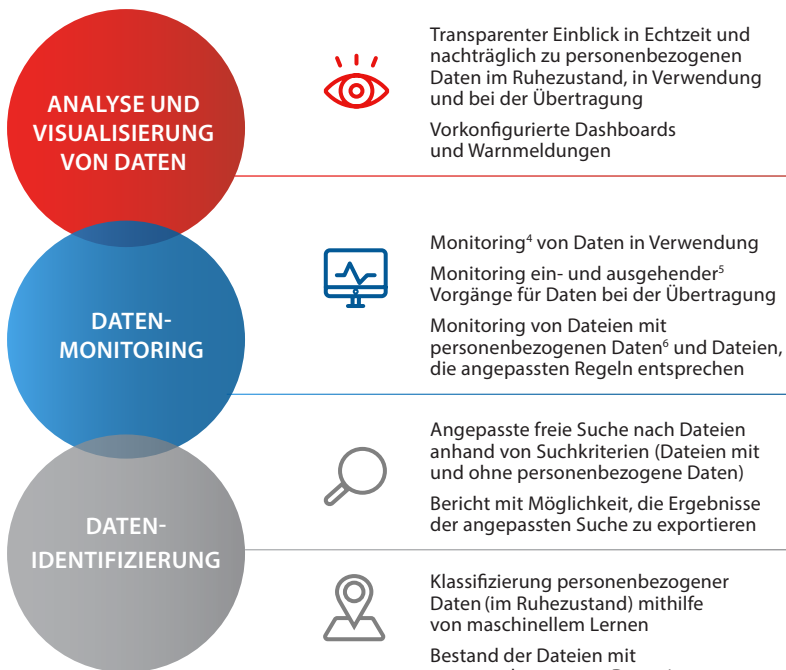 ANALYSE UND
VISUALISIERUNG
VON DATEN
Transparenter Einblick in Echtzeit und
nachträglich zu personenbezogenen
Daten im Ruhezustand, in Verwendung
und bei der Übertragung
Vorkonfigurierte Dashboards
und Warnmeldungen
DATEN-
MONITORING
Monitoring⁴ von Daten in Verwendung
Monitoring ein- und ausgehender⁵
Vorgänge für Daten bei der Übertragung
Monitoring von Dateien mit
personenbezogenen Daten⁶ und Dateien,
die angepassten Regeln entsprechen
DATEN-
IDENTIFIZIERUNG
Angepasste freie Suche nach Dateien
anhand von Suchkriterien (Dateien mit
und ohne personenbezogene Daten)
Bericht mit Möglichkeit, die Ergebnisse
der angepassten Suche zu exportieren
Klassifizierung personenbezogener
Daten (im Ruhezustand) mithilfe
von maschinellem Lernen
Bestand der Dateien mit